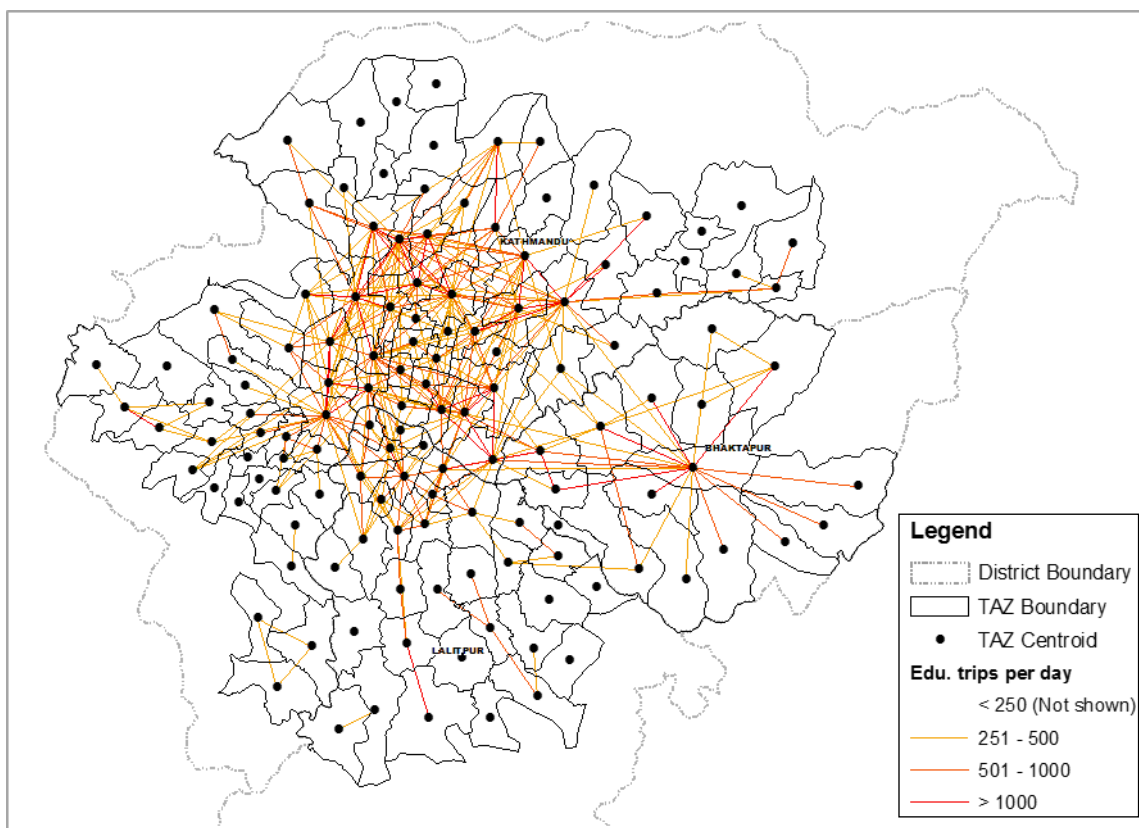 KATHMANDU
BHAKTAPUR
LALITPUR
Legend
District Boundary
TAZ Boundary
TAZ Centroid
Edu. trips per day
< 250 (Not shown)
251 - 500
501 - 1000
> 1000